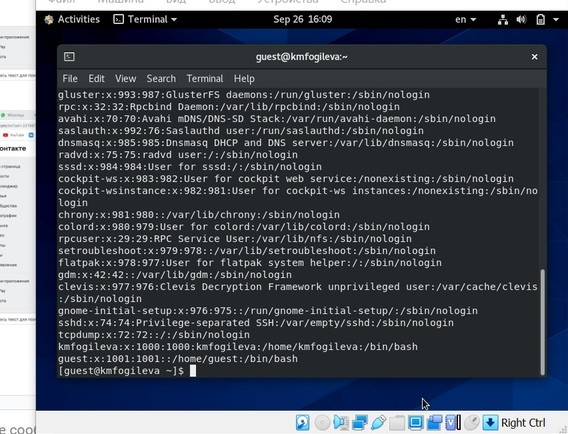 Файл Машина Вид Ввод Устройства Справка
Activities Terminal Sep 26 16:09 en
guest@kmfogileva:~
File Edit View Search Terminal Help
gluster:x:993:987:GlusterFS daemons:/run/gluster:/sbin/nologin
rpc:x:32:32:Rpcbind Daemon:/var/lib/rpcbind:/sbin/nologin
avahi:x:70:70:Avahi mDNS/DNS-SD Stack:/var/run/avahi-daemon:/sbin/nologin
saslauth:x:992:76:Saslauthd user:/run/saslauthd:/sbin/nologin
dnsmasq:x:985:985:Dnsmasq DHCP and DNS server:/var/lib/dnsmasq:/sbin/nologin
radvd:x:75:75:radvd user:/:/sbin/nologin
sssd:x:984:984:User for sssd:/:/sbin/nologin
cockpit-ws:x:983:982:User for cockpit web service:/nonexisting:/sbin/nologin
cockpit-wsinstance:x:982:981:User for cockpit-ws instances:/nonexisting:/sbin/no
login
chrony:x:981:980::/var/lib/chrony:/sbin/nologin
colord:x:980:979:User for colord:/var/lib/colord:/sbin/nologin
rpcuser:x:29:29:RPC Service User:/var/lib/nfs:/sbin/nologin
setroubleshoot:x:979:978::/var/lib/setroubleshoot:/sbin/nologin
flatpak:x:978:977:User for flatpak system helper:/:/sbin/nologin
gdm:x:42:42::/var/lib/gdm:/sbin/nologin
clevis:x:977:976:Clevis Decryption Framework unprivileged user:/var/cache/clevis
:/sbin/nologin
gnome-initial-setup:x:976:975::/run/gnome-initial-setup/:/sbin/nologin
sshd:x:74:74:Privilege-separated SSH:/var/empty/sshd:/sbin/nologin
tcpdump:x:72:72::/:/sbin/nologin
kmfogileva:x:1000:1000:kmfogileva:/home/kmfogileva:/bin/bash
guest:x:1001:1001::/home/guest:/bin/bash
[guest@kmfogileva ~]$
Right Ctrl